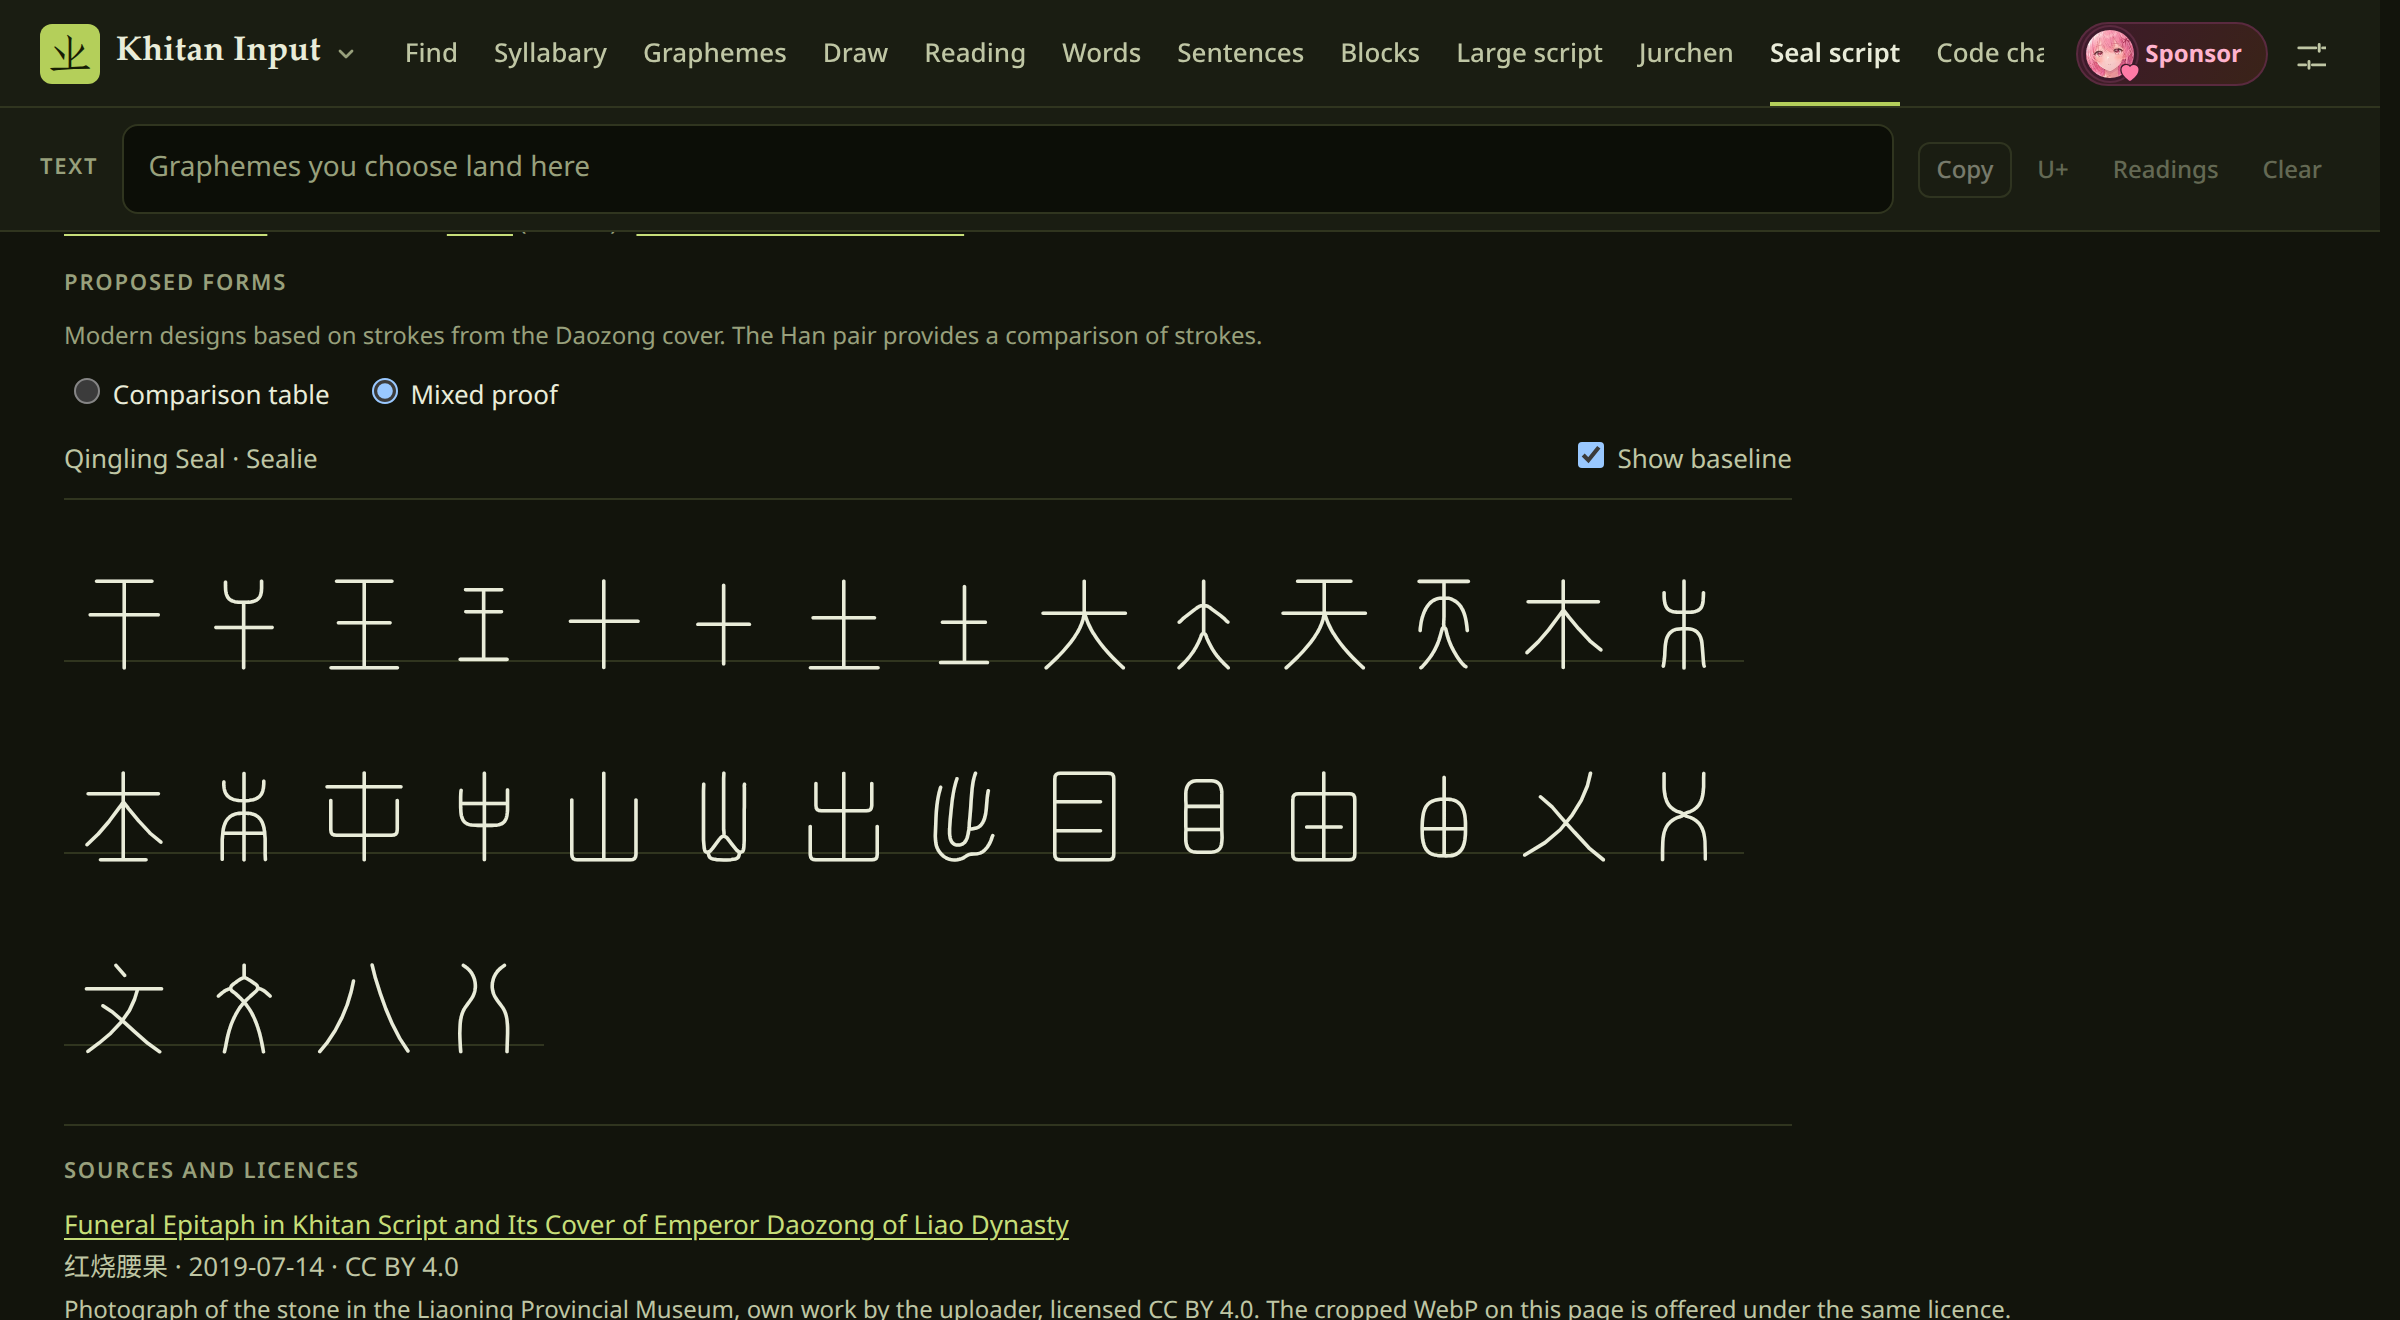 Khitan Input Find Syllabary Graphemes Draw Reading Words Sentences Blocks Large script Jurchen Seal script Code cha Sponsor
TEXT Graphemes you choose land here Copy U+ Readings Clear
PROPOSED FORMS
Modern designs based on strokes from the Daozong cover. The Han pair provides a comparison of strokes.
Comparison table Mixed proof
Qingling Seal · Sealie Show baseline
干 王 十 土 大 天 木
山 出 文 八
SOURCES AND LICENCES
Funeral Epitaph in Khitan Script and Its Cover of Emperor Daozong of Liao Dynasty
红烧腰果 · 2019-07-14 · CC BY 4.0
Photograph of the stone in the Liaoning Provincial Museum, own work by the uploader, licensed CC BY 4.0. The cropped WebP on this page is offered under the same licence.